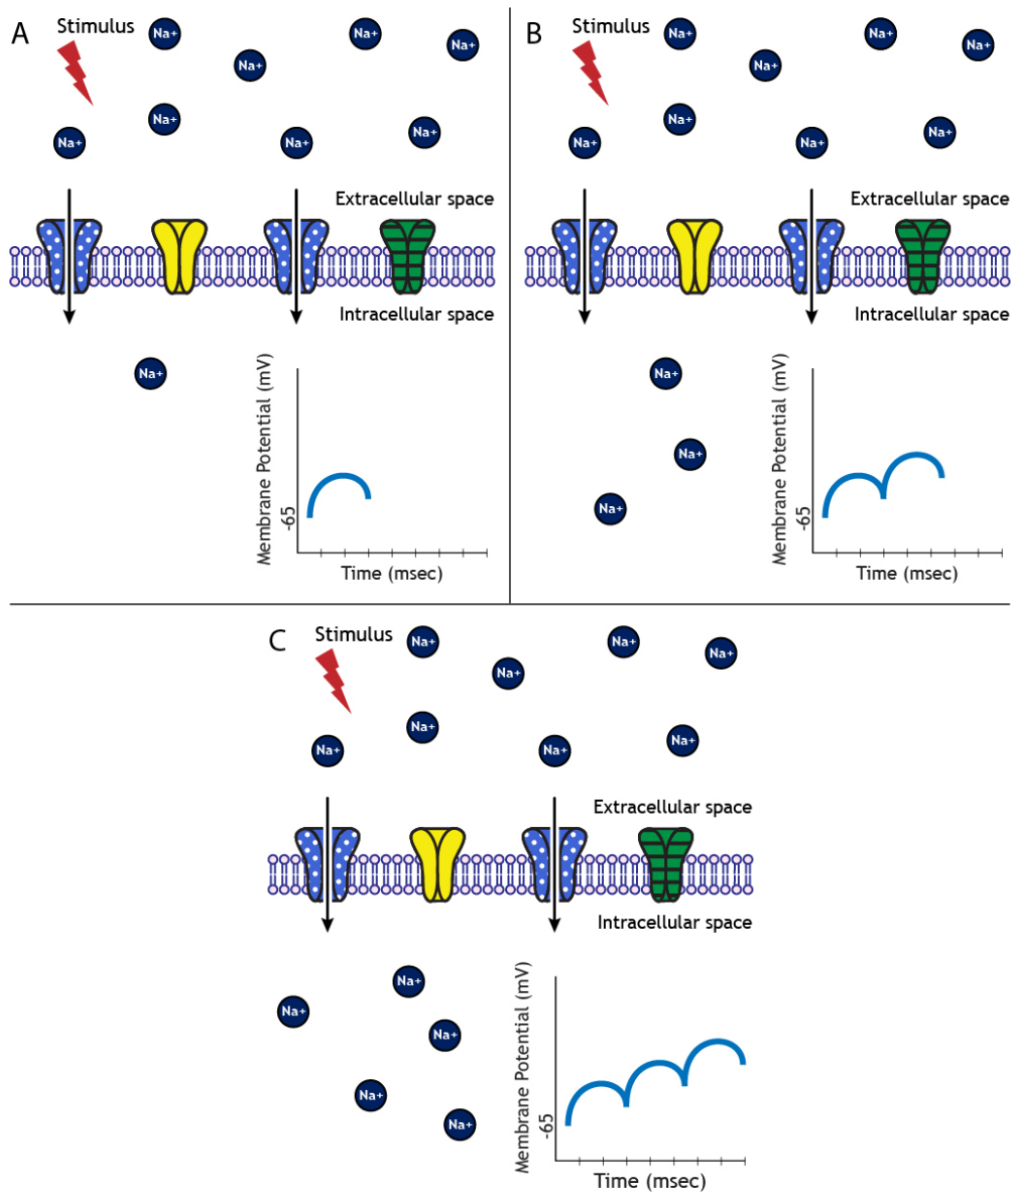 A
Stimulus
Na+
Na+
Na+
Na+
Na+
Na+
Na+
Na+
Extracellular space
Intracellular space
Na+
Membrane Potential (mV)
-65
Time (msec)
B
Stimulus
Na+
Na+
Na+
Na+
Na+
Na+
Na+
Na+
Extracellular space
Intracellular space
Na+
Na+
Na+
Membrane Potential (mV)
-65
Time (msec)
C
Stimulus
Na+
Na+
Na+
Na+
Na+
Na+
Na+
Na+
Extracellular space
Intracellular space
Na+
Na+
Na+
Na+
Na+
Membrane Potential (mV)
-65
Time (msec)